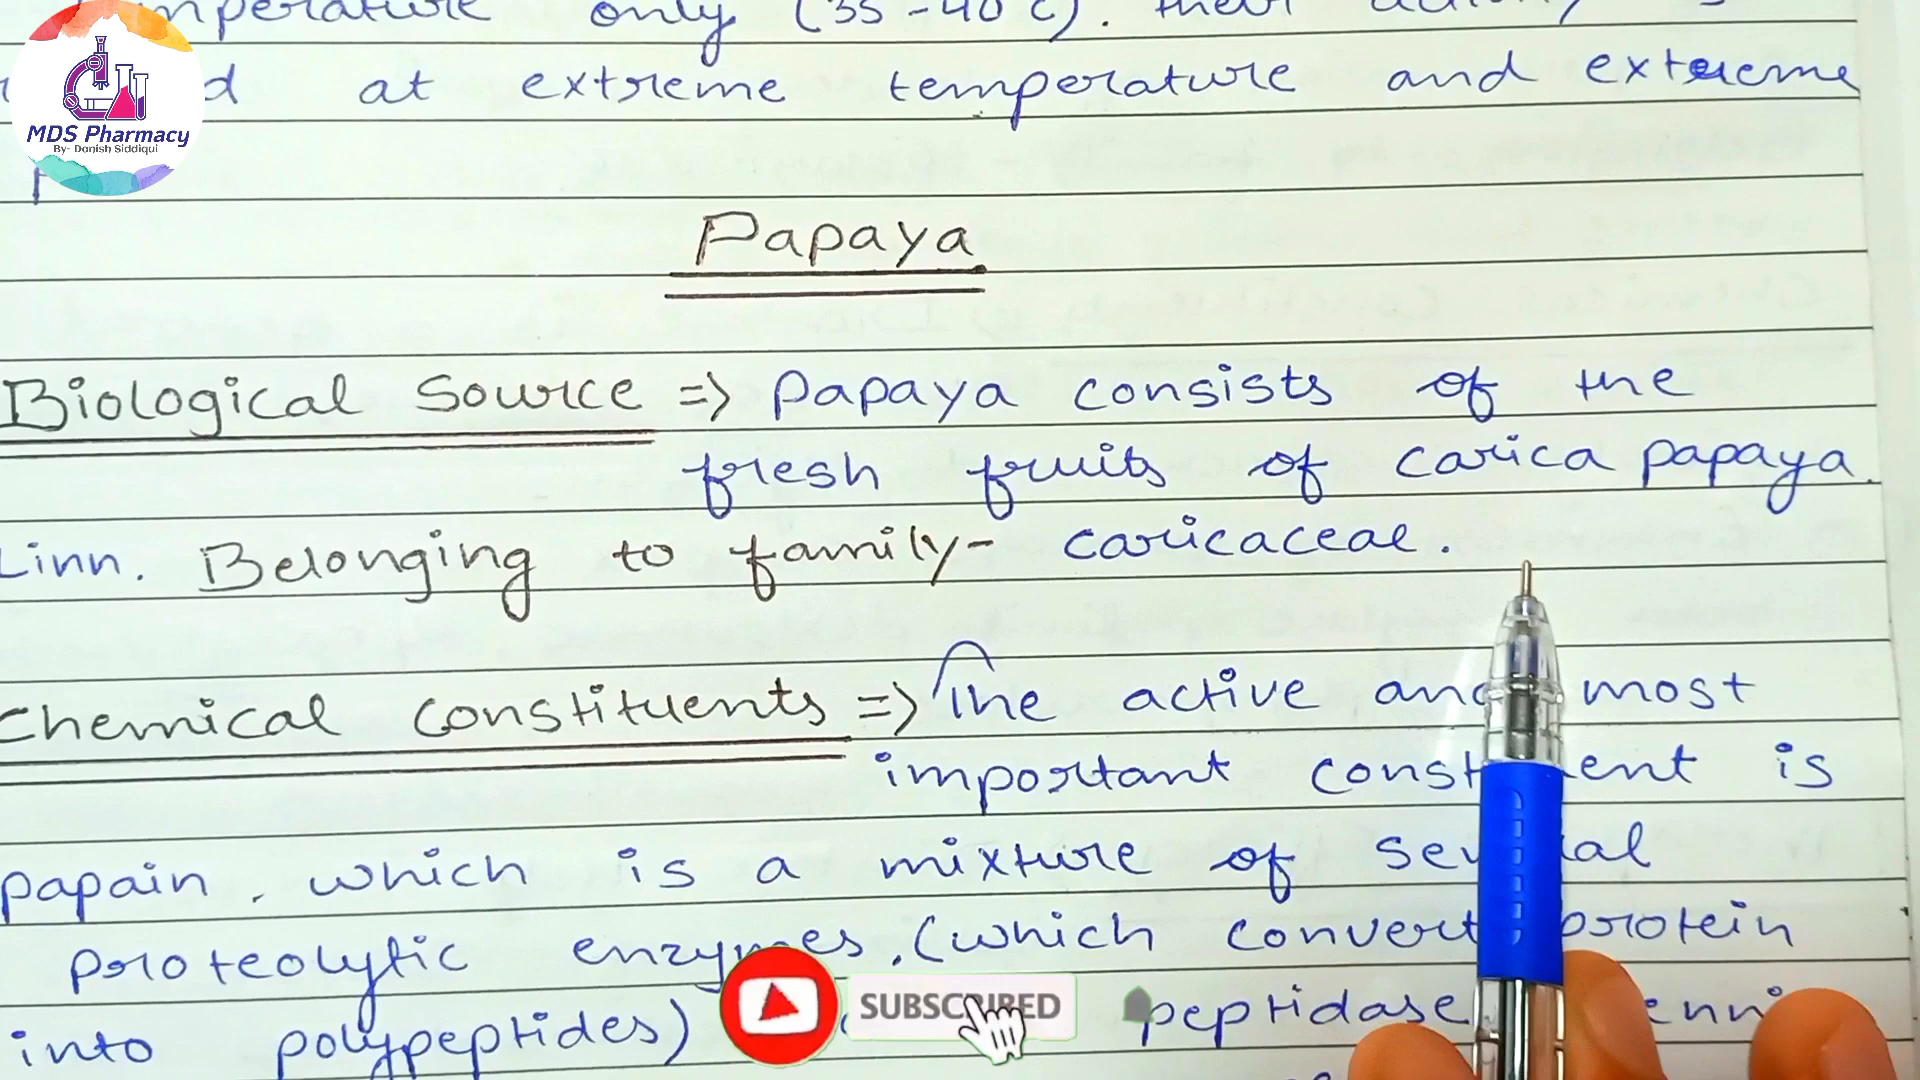 temperature only (35-40°c). their activity is
d at extreme temperature and extreme
MDS Pharmacy
By- Danish Siddiqui
Papaya
Biological Source => Papaya consists of the
fresh fruits of carica papaya.
Linn. Belonging to family- caricaceae.
Chemical Constituents => The active and most
important constituent is
papain, which is a mixture of several
proteolytic enzymes, (which convert protein
into polypeptides) peptidase
SUBSCRIBED